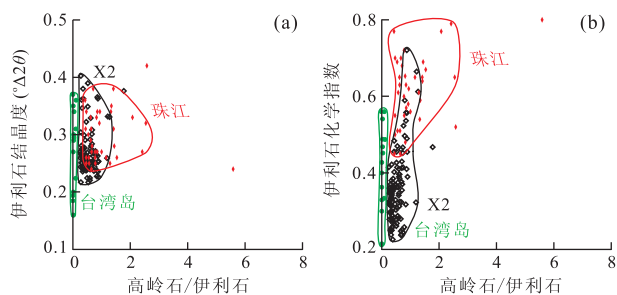 (a)
伊利石结晶度(°Δ2θ)
0.5
0.4
0.3
0.2
0.1
X2
珠江
台湾岛
0
2
4
6
8
高岭石/伊利石
(b)
伊利石化学指数
0.8
0.6
0.4
0.2
珠江
X2
台湾岛
0
2
4
6
8
高岭石/伊利石